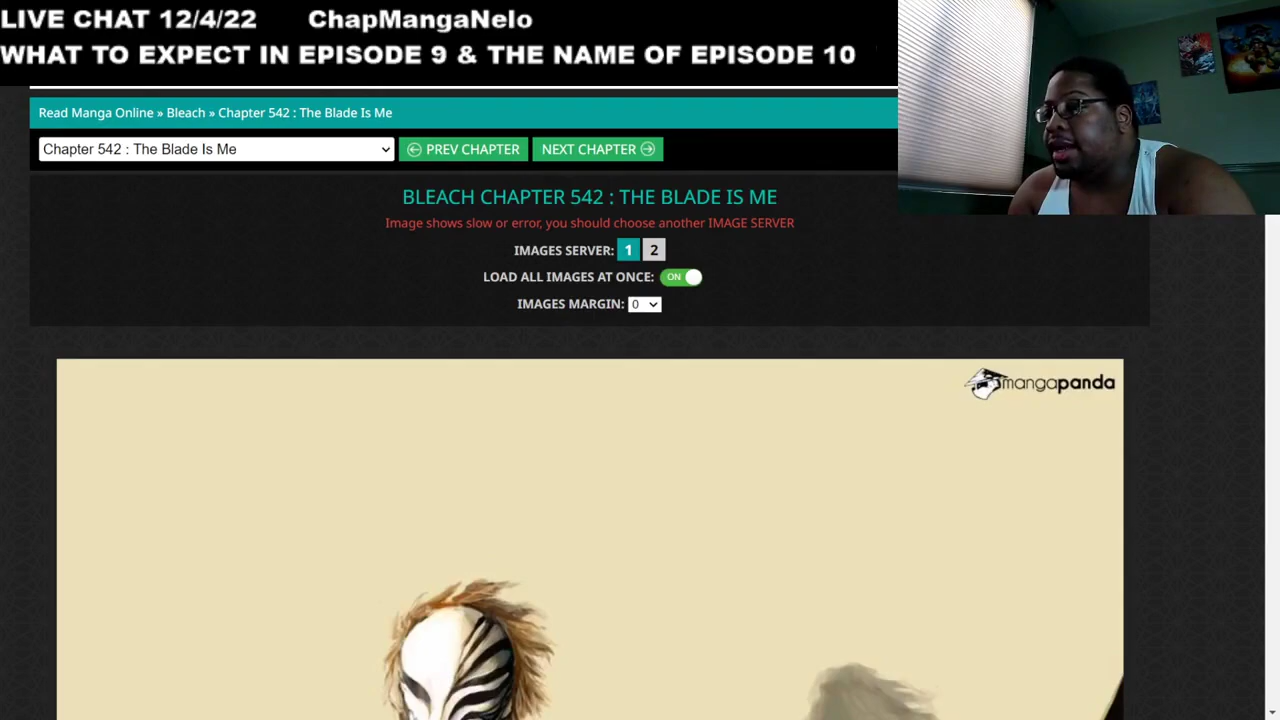 LIVE CHAT 12/4/22 ChapMangaNelo
WHAT TO EXPECT IN EPISODE 9 & THE NAME OF EPISODE 10
Read Manga Online » Bleach » Chapter 542 : The Blade Is Me
Chapter 542 : The Blade Is Me PREV CHAPTER NEXT CHAPTER
BLEACH CHAPTER 542 : THE BLADE IS ME
Image shows slow or error, you should choose another IMAGE SERVER
IMAGES SERVER: 1 2
LOAD ALL IMAGES AT ONCE: ON
IMAGES MARGIN: 0
mangapanda